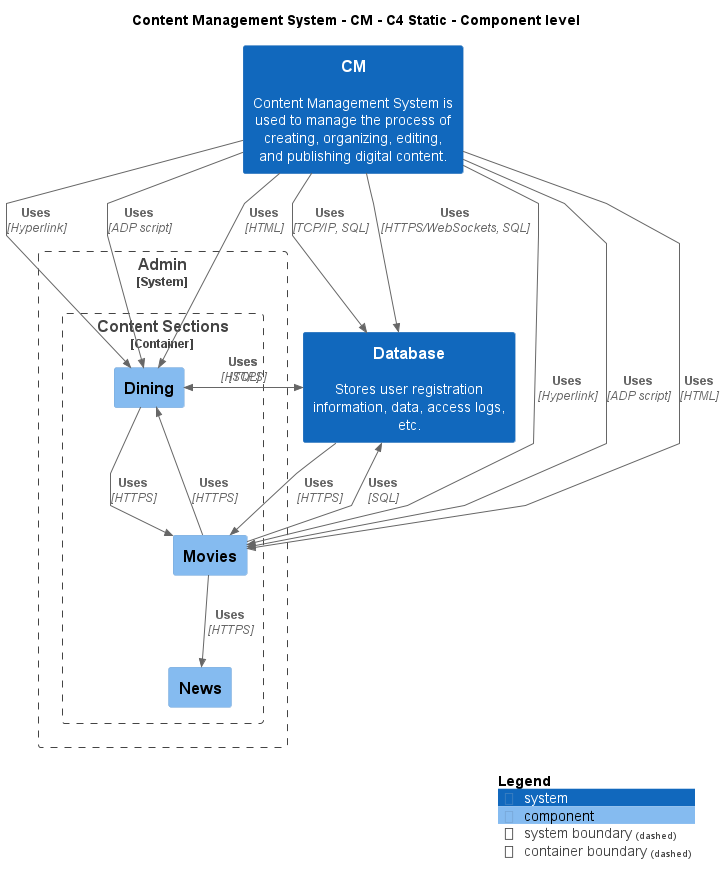 Content Management System - CM - C4 Static - Component level
CM
Content Management System is
used to manage the process of
creating, organizing, editing,
and publishing digital content.
Uses
[Hyperlink]
Uses
[ADP script]
Uses
[HTML]
Uses
[TCP/IP, SQL]
Uses
[HTTPS/WebSockets, SQL]
Admin
[System]
Content Sections
[Container]
Database
Stores user registration
information, data, access logs,
etc.
Uses
[HTTPS]
[SQL]
Dining
Uses
[Hyperlink]
Uses
[ADP script]
Uses
[HTML]
Uses
[HTTPS]
Uses
[HTTPS]
Uses
[HTTPS]
Uses
[SQL]
Movies
Uses
[HTTPS]
News
Legend
system
component
system boundary (dashed)
container boundary (dashed)